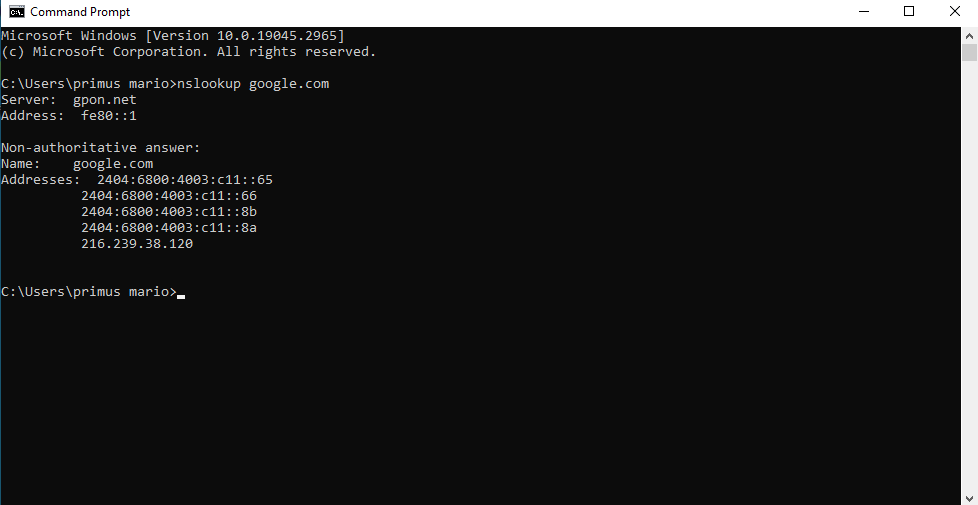 Command Prompt
Microsoft Windows [Version 10.0.19045.2965]
(c) Microsoft Corporation. All rights reserved.
C:\Users\primus mario>nslookup google.com
Server:  gpon.net
Address:  fe80::1
Non-authoritative answer:
Name:    google.com
Addresses:  2404:6800:4003:c11::65
          2404:6800:4003:c11::66
          2404:6800:4003:c11::8b
          2404:6800:4003:c11::8a
          216.239.38.120
C:\Users\primus mario>